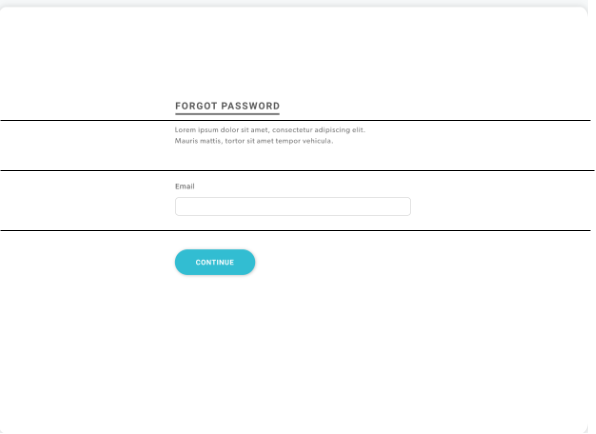 FORGOT PASSWORD
Lorem ipsum dolor sit amet, consectetur adipiscing elit.
Mauris mattis, tortor sit amet tempor vehicula.
Email
CONTINUE